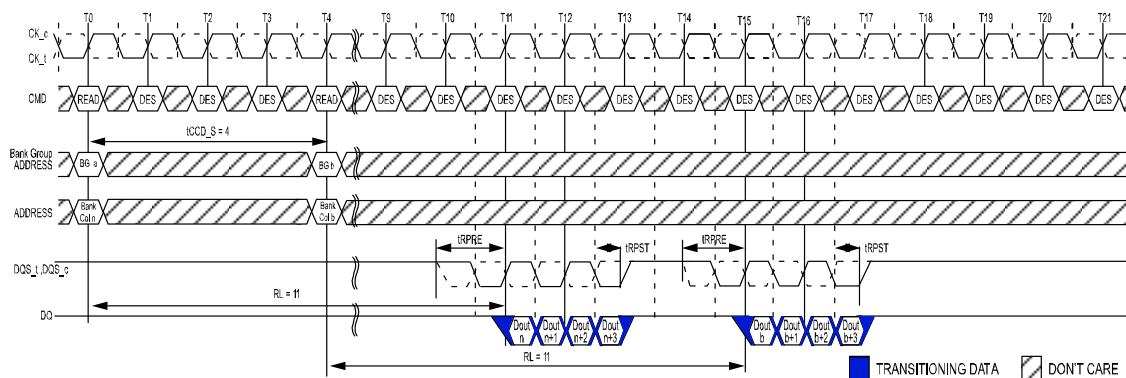 T0 T1 T2 T3 T4 T9 T10 T11 T12 T13 T14 T15 T16 T17 T18 T19 T20 T21
CK_c
CK_t
CMD READ DES DES DES READ DES DES DES DES DES DES DES DES DES DES DES DES DES
tCCD_S = 4
Bank Group
ADDRESS BG a BG b
ADDRESS Bank Col n Bank Col b
tRPRE tRPST tRPRE tRPST
DQS_t ,DQS_c
RL = 11
DQ Dout n Dout n+1 Dout n+2 Dout n+3 Dout b Dout b+1 Dout b+2 Dout b+3
RL = 11
TRANSITIONING DATA DON'T CARE